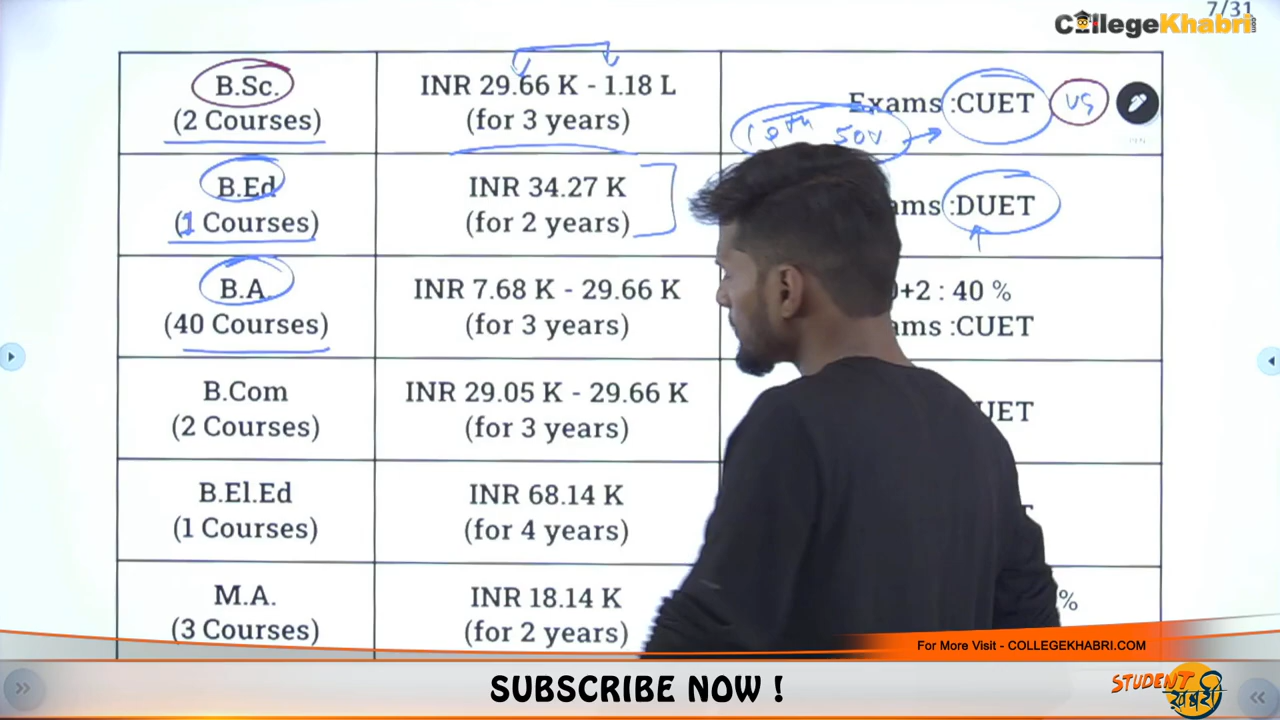 7/31
CollegeKhabri
.com
B.Sc.
(2 Courses)
INR 29.66 K - 1.18 L
(for 3 years)
Exams :CUET
B.Ed
(1 Courses)
INR 34.27 K
(for 2 years)
:DUET
B.A.
(40 Courses)
INR 7.68 K - 29.66 K
(for 3 years)
+2 : 40 %
:CUET
B.Com
(2 Courses)
INR 29.05 K - 29.66 K
(for 3 years)
B.El.Ed
(1 Courses)
INR 68.14 K
(for 4 years)
M.A.
(3 Courses)
INR 18.14 K
(for 2 years)
%
For More Visit - COLLEGEKHABRI.COM
SUBSCRIBE NOW !
STUDENT
ख़बरी